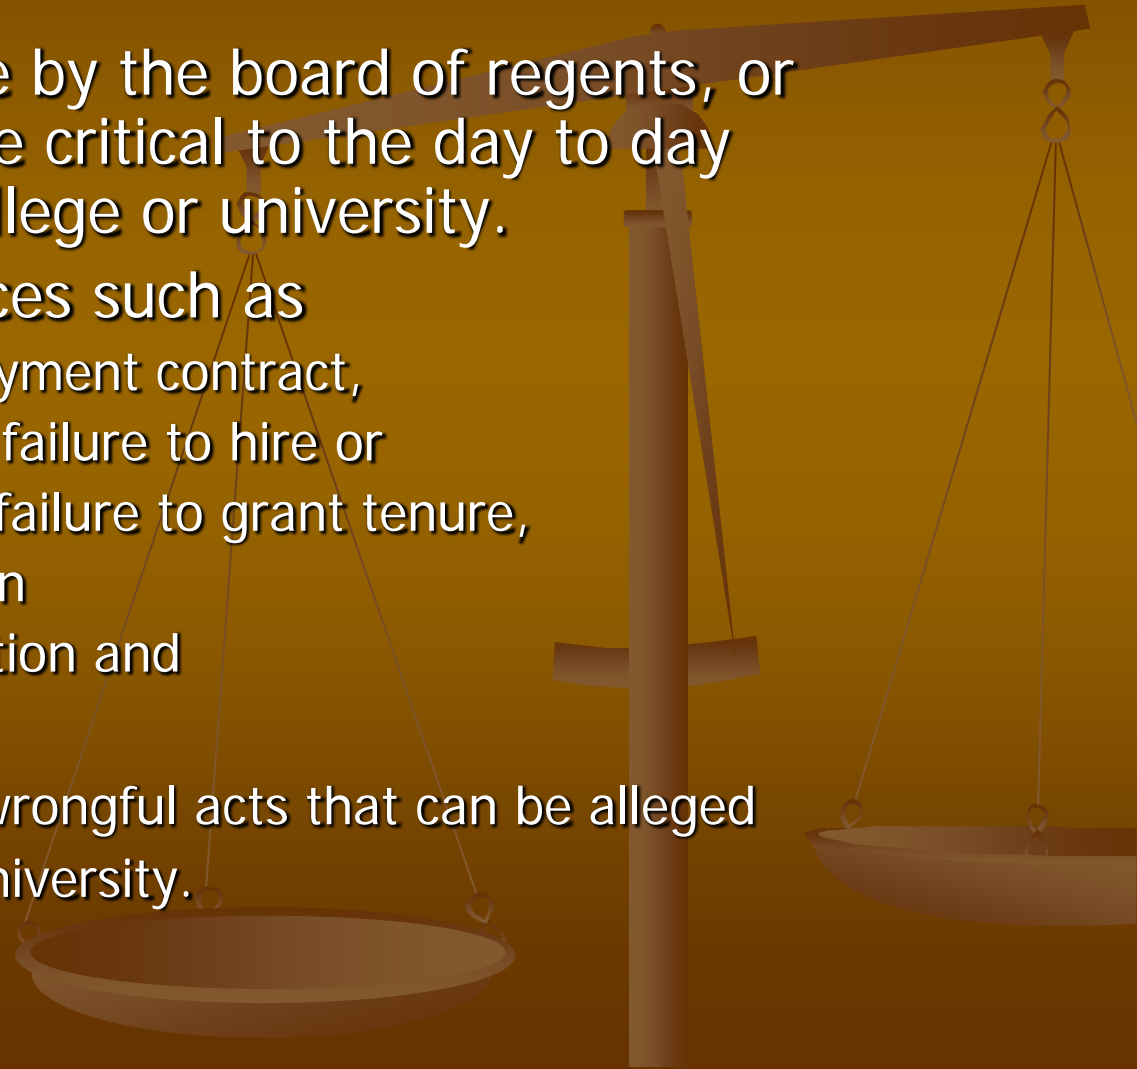 e by the board of regents, or
e critical to the day to day
llege or university.
ces such as
yment contract,
failure to hire or
failure to grant tenure,
n
tion and
wrongful acts that can be alleged
niversity.